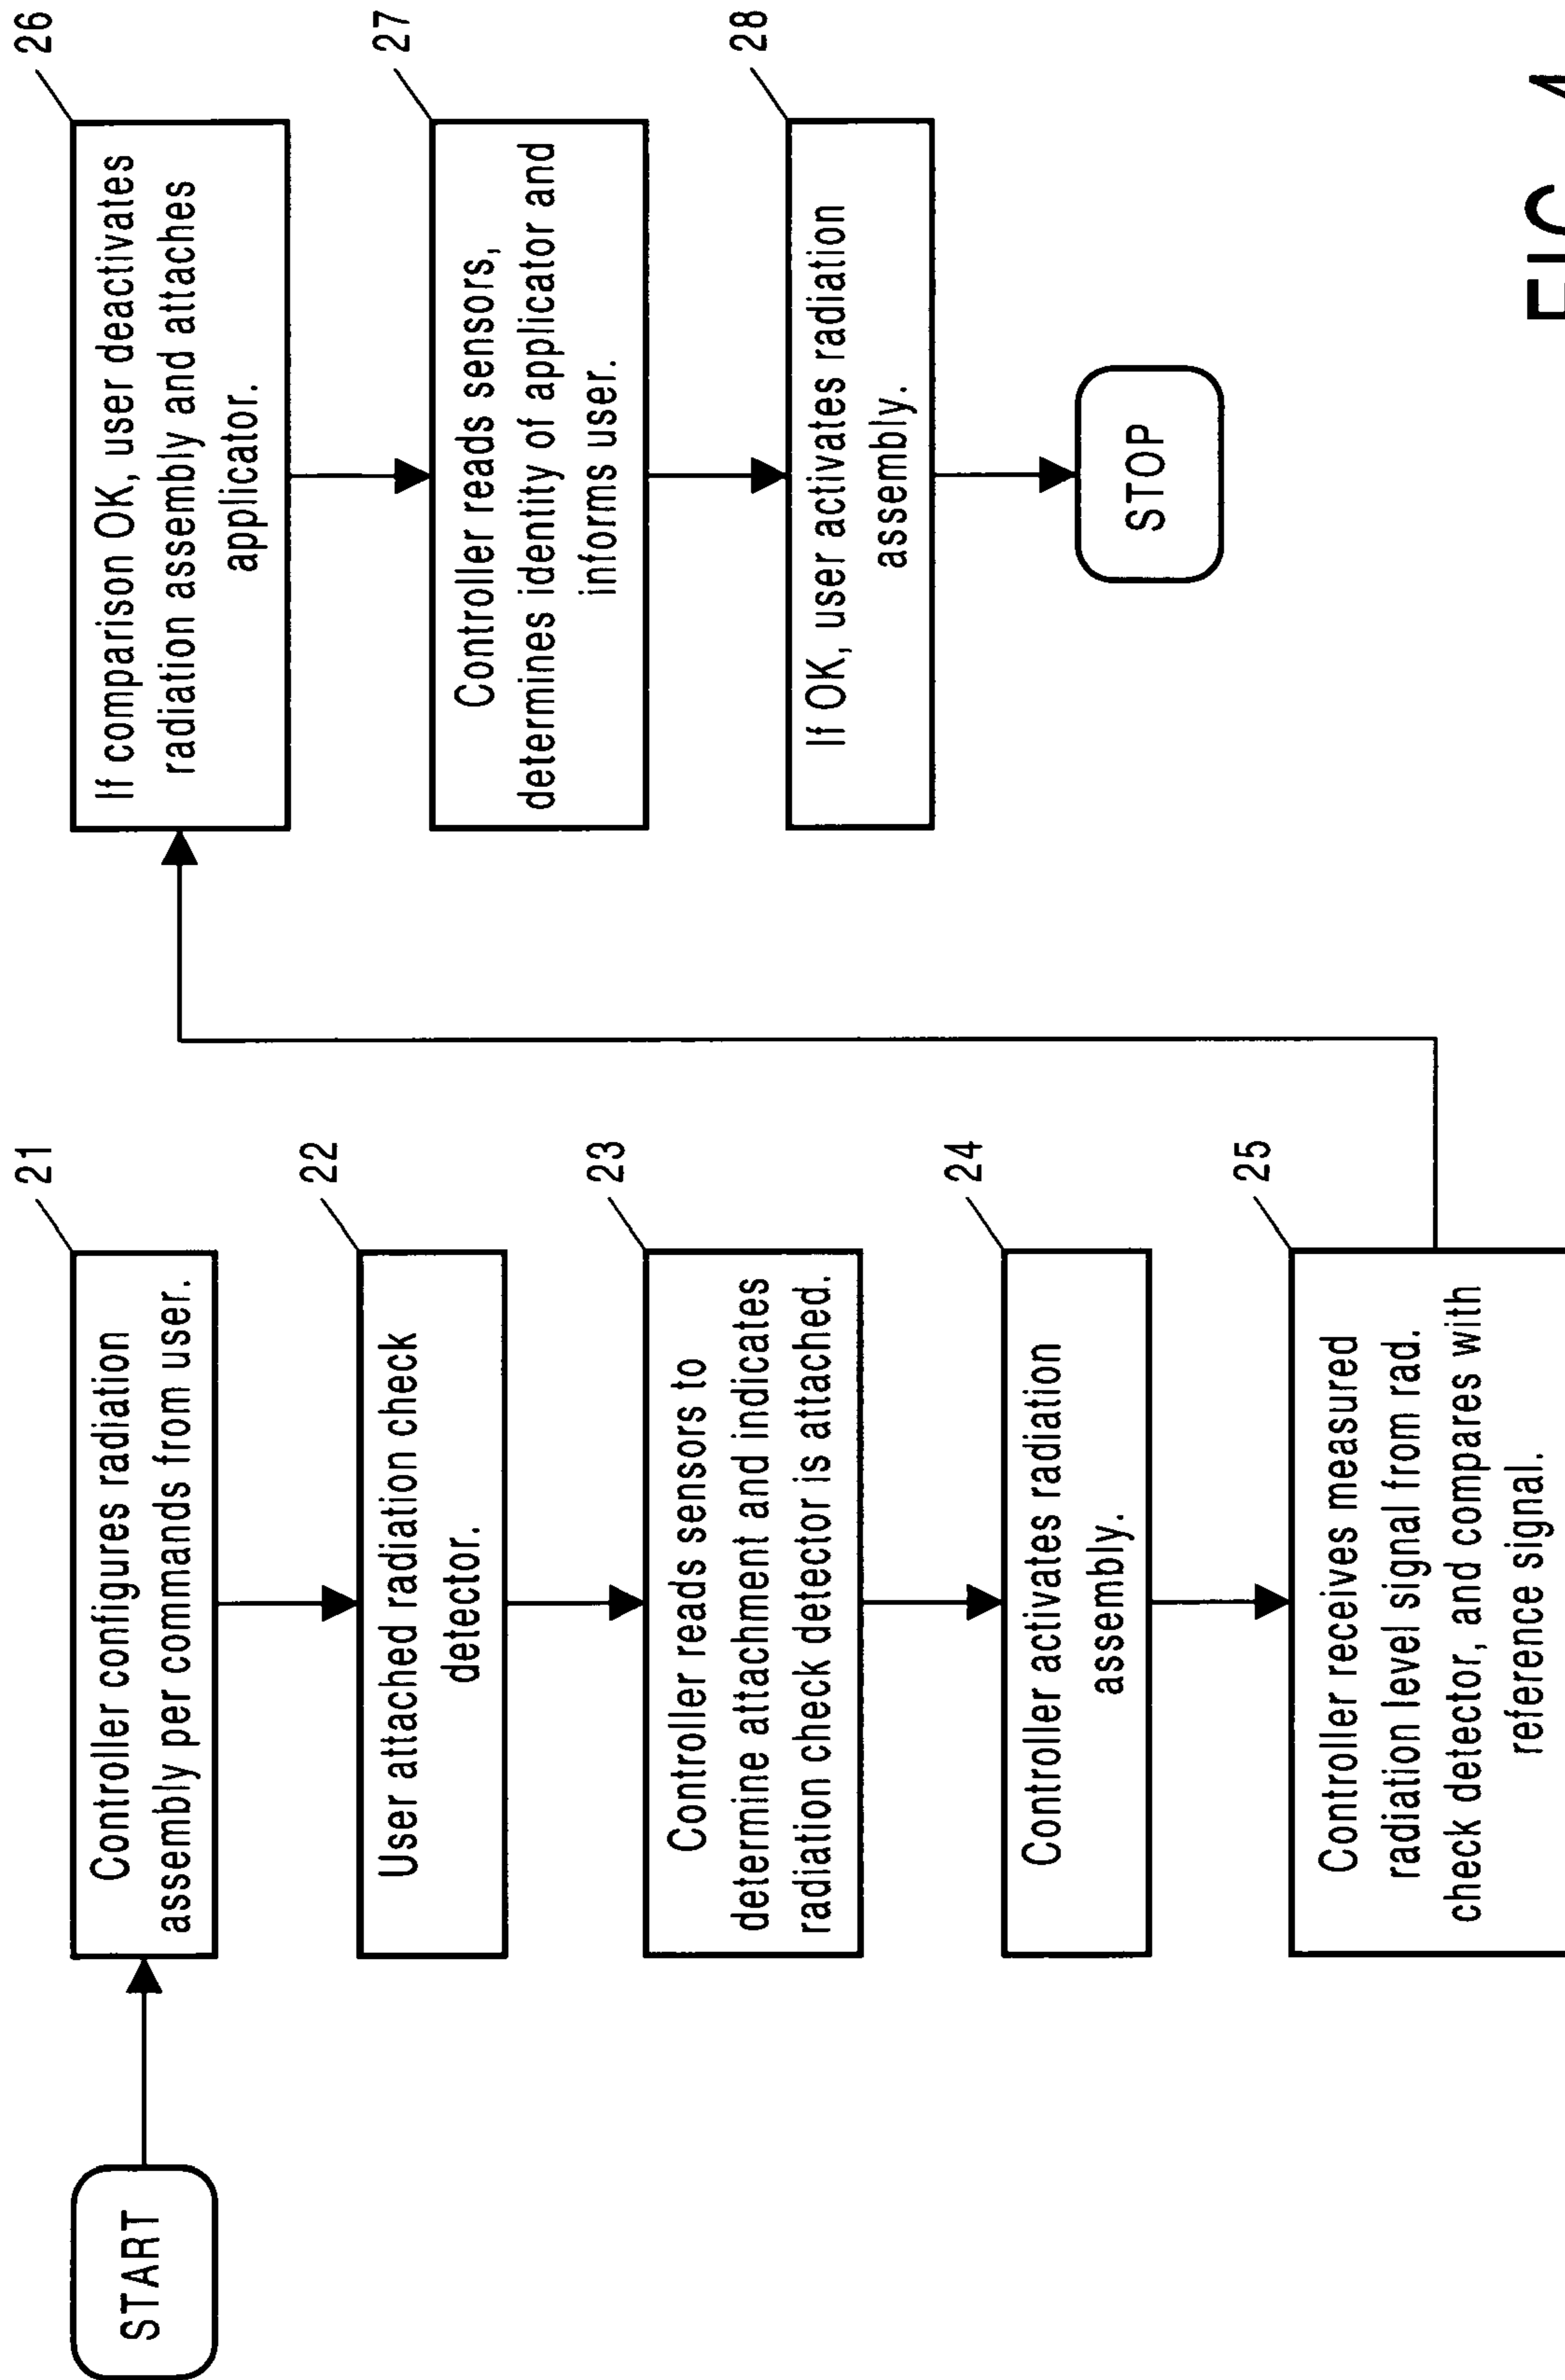 START
21
Controller configures radiation
assembly per commands from user.
22
User attached radiation check
detector.
23
Controller reads sensors to
determine attachment and indicates
radiation check detector is attached.
24
Controller activates radiation
assembly.
25
Controller receives measured
radiation level signal from rad.
check detector, and compares with
reference signal.
26
If comparison OK, user deactivates
radiation assembly and attaches
applicator.
27
Controller reads sensors,
determines identity of applicator and
informs user.
28
If OK, user activates radiation
assembly.
STOP